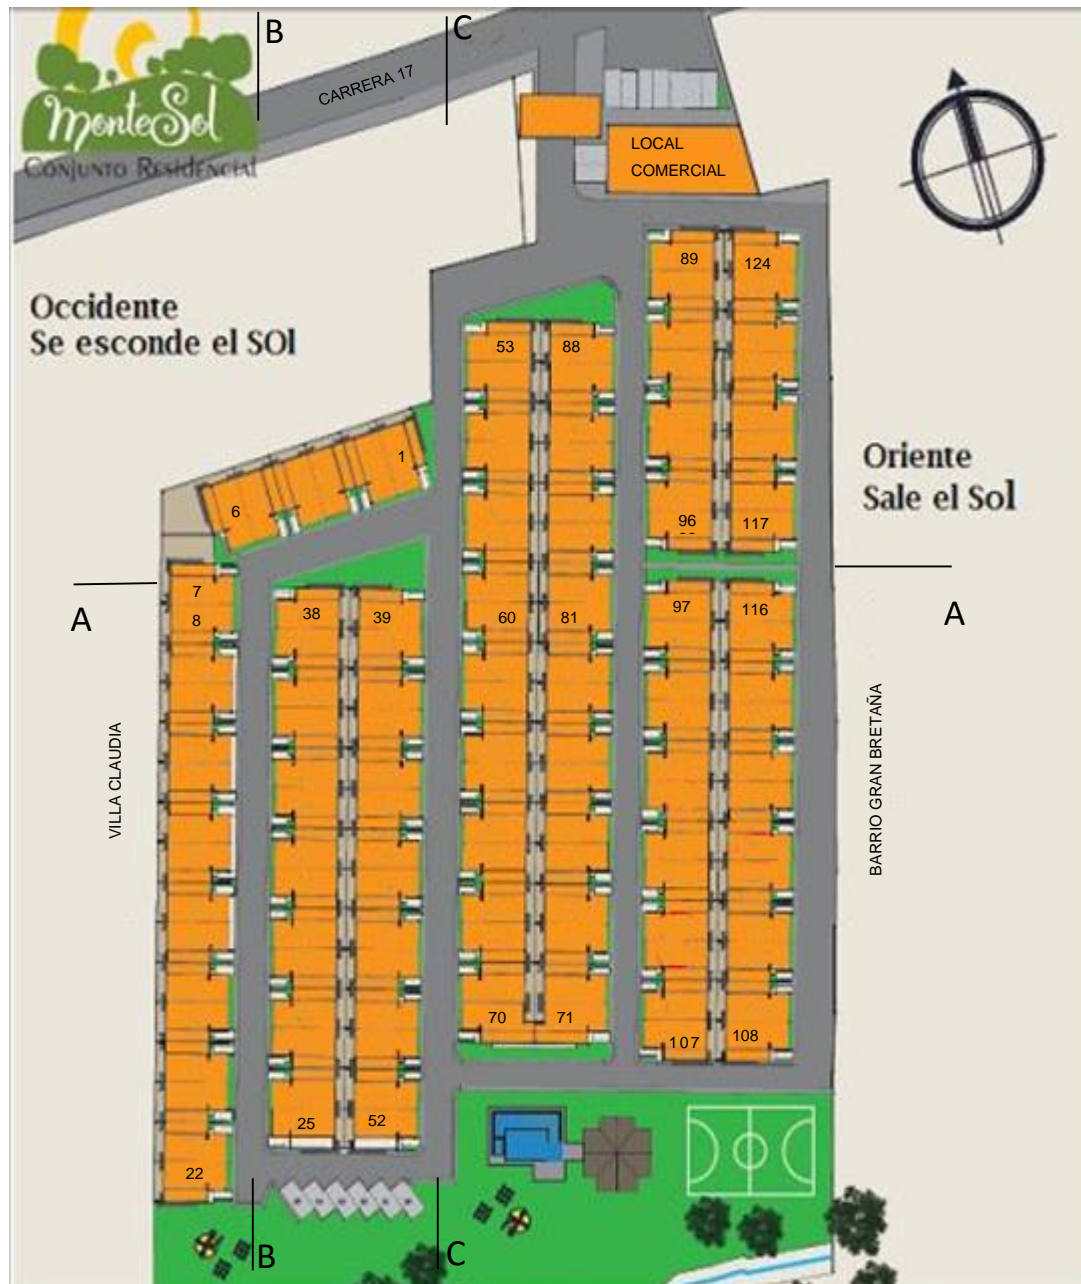 B
C
CARRERA 17
MonteSol
CONJUNTO RESIDENCIAL
LOCAL
COMERCIAL
89
124
Occidente
Se esconde el SOl
53
88
1
6
Oriente
Sale el Sol
96
117
7
8
A
38
39
60
81
97
116
A
VILLA CLAUDIA
BARRIO GRAN BRETAÑA
70
71
107
108
25
52
22
B
C